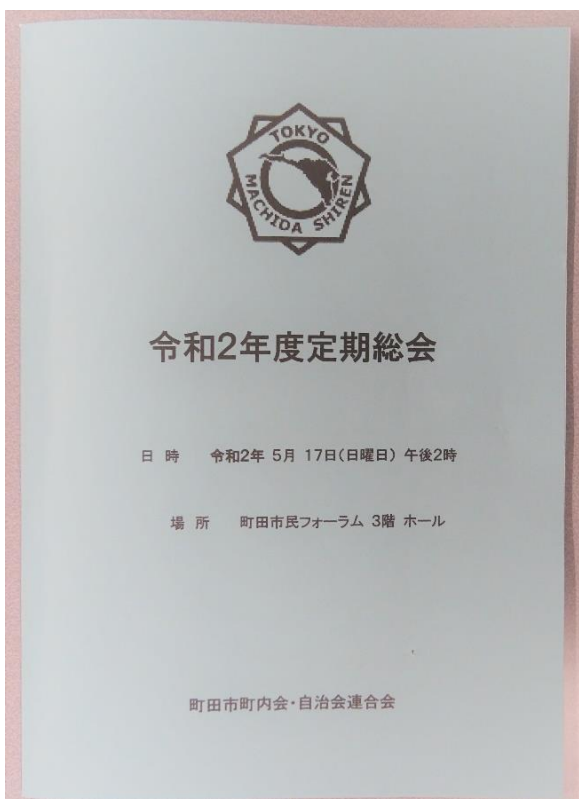 TOKYO
MACHIDA SHIREN
令和2年度定期総会
日 時 令和2年 5月 17日(日曜日) 午後2時
場 所 町田市民フォーラム 3階 ホール
町田市町内会・自治会連合会